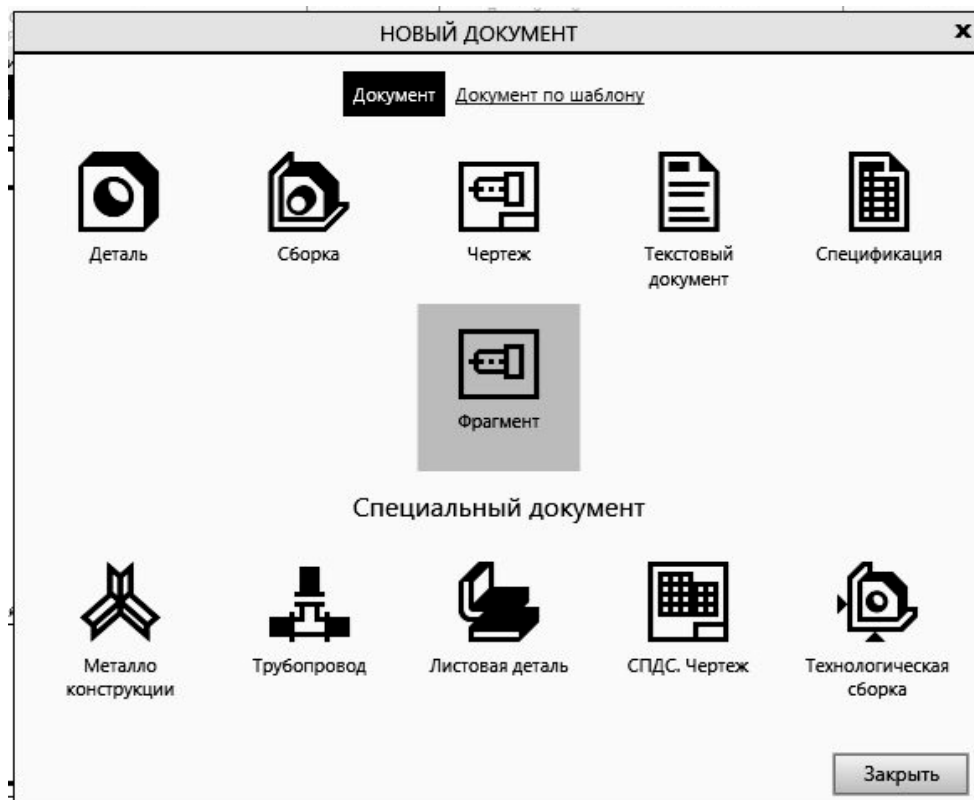 НОВЫЙ ДОКУМЕНТ
x
Документ Документ по шаблону
Деталь Сборка Чертеж Текстовый документ Спецификация
Фрагмент
Специальный документ
Металло конструкции Трубопровод Листовая деталь СПДС. Чертеж Технологическая сборка
Закрыть